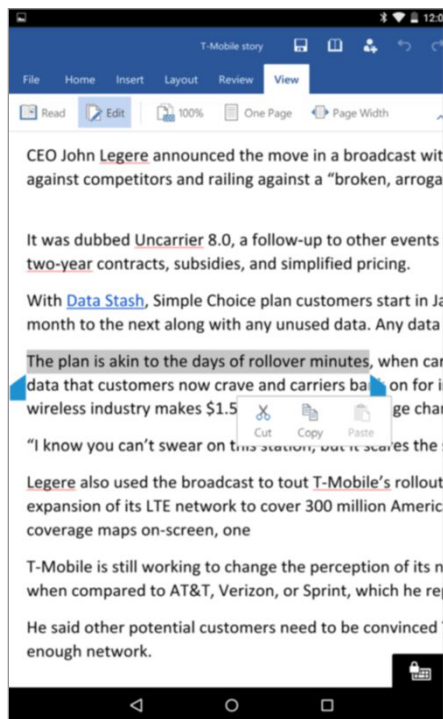 12:0
T-Mobile story
File Home Insert Layout Review View
Read Edit 100% One Page Page Width
CEO John Legere announced the move in a broadcast wit
against competitors and railing against a “broken, arroga
It was dubbed Uncarrier 8.0, a follow-up to other events
two-year contracts, subsidies, and simplified pricing.
With Data Stash, Simple Choice plan customers start in Ja
month to the next along with any unused data. Any data
The plan is akin to the days of rollover minutes, when car
data that customers now crave and carriers bank on for i
wireless industry makes $1.5 ge char
Cut Copy Paste
“I know you can’t swear on this station, but it scares the
Legere also used the broadcast to tout T-Mobile’s rollout
expansion of its LTE network to cover 300 million Americ
coverage maps on-screen, one
T-Mobile is still working to change the perception of its n
when compared to AT&T, Verizon, or Sprint, which he rep
He said other potential customers need to be convinced
enough network.